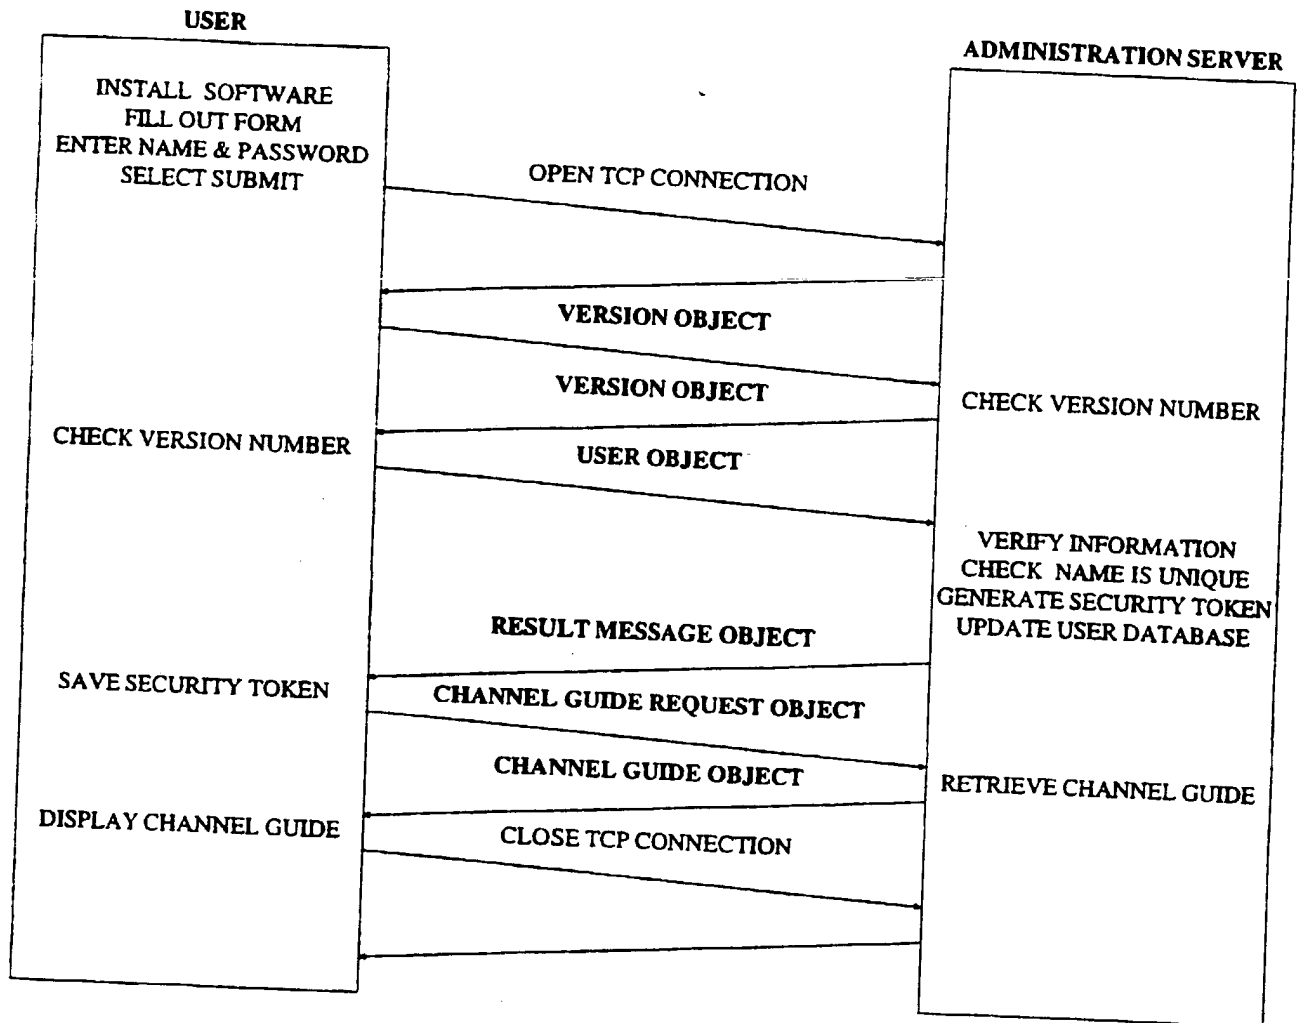 USER
ADMINISTRATION SERVER
INSTALL SOFTWARE
FILL OUT FORM
ENTER NAME & PASSWORD
SELECT SUBMIT
OPEN TCP CONNECTION
VERSION OBJECT
VERSION OBJECT
CHECK VERSION NUMBER
CHECK VERSION NUMBER
USER OBJECT
VERIFY INFORMATION
CHECK NAME IS UNIQUE
GENERATE SECURITY TOKEN
UPDATE USER DATABASE
RESULT MESSAGE OBJECT
SAVE SECURITY TOKEN
CHANNEL GUIDE REQUEST OBJECT
CHANNEL GUIDE OBJECT
RETRIEVE CHANNEL GUIDE
DISPLAY CHANNEL GUIDE
CLOSE TCP CONNECTION